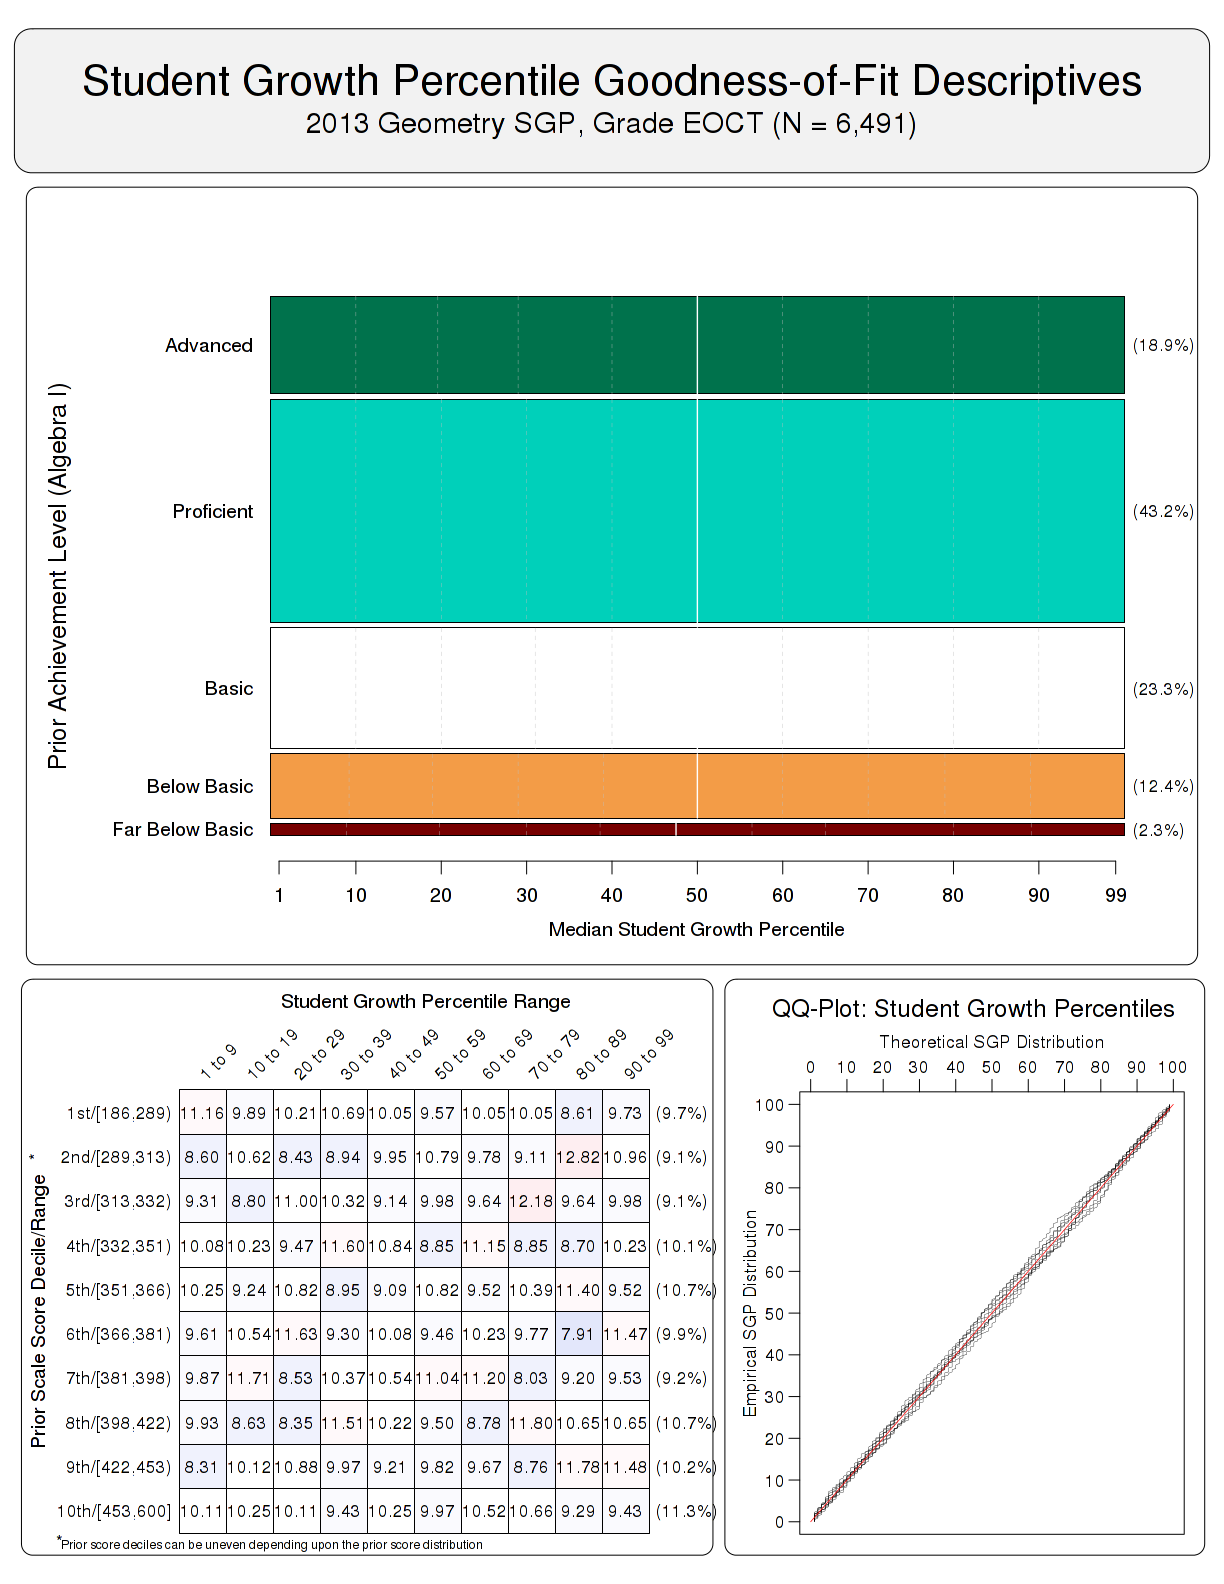 Student Growth Percentile Goodness-of-Fit Descriptives
2013 Geometry SGP, Grade EOCT (N = 6,491)
Prior Achievement Level (Algebra I)
Advanced (18.9%)
Proficient (43.2%)
Basic (23.3%)
Below Basic (12.4%)
Far Below Basic (2.3%)
1 10 20 30 40 50 60 70 80 90 99
Median Student Growth Percentile
Student Growth Percentile Range
1 to 9 10 to 19 20 to 29 30 to 39 40 to 49 50 to 59 60 to 69 70 to 79 80 to 89 90 to 99
Prior Scale Score Decile/Range *
1st/[186,289) 11.16 9.89 10.21 10.69 10.05 9.57 10.05 10.05 8.61 9.73 (9.7%)
2nd/[289,313) 8.60 10.62 8.43 8.94 9.95 10.79 9.78 9.11 12.82 10.96 (9.1%)
3rd/[313,332) 9.31 8.80 11.00 10.32 9.14 9.98 9.64 12.18 9.64 9.98 (9.1%)
4th/[332,351) 10.08 10.23 9.47 11.60 10.84 8.85 11.15 8.85 8.70 10.23 (10.1%)
5th/[351,366) 10.25 9.24 10.82 8.95 9.09 10.82 9.52 10.39 11.40 9.52 (10.7%)
6th/[366,381) 9.61 10.54 11.63 9.30 10.08 9.46 10.23 9.77 7.91 11.47 (9.9%)
7th/[381,398) 9.87 11.71 8.53 10.37 10.54 11.04 11.20 8.03 9.20 9.53 (9.2%)
8th/[398,422) 9.93 8.63 8.35 11.51 10.22 9.50 8.78 11.80 10.65 10.65 (10.7%)
9th/[422,453) 8.31 10.12 10.88 9.97 9.21 9.82 9.67 8.76 11.78 11.48 (10.2%)
10th/[453,600] 10.11 10.25 10.11 9.43 10.25 9.97 10.52 10.66 9.29 9.43 (11.3%)
*Prior score deciles can be uneven depending upon the prior score distribution
QQ-Plot: Student Growth Percentiles
Theoretical SGP Distribution
0 10 20 30 40 50 60 70 80 90 100
Empirical SGP Distribution
100
90
80
70
60
50
40
30
20
10
0